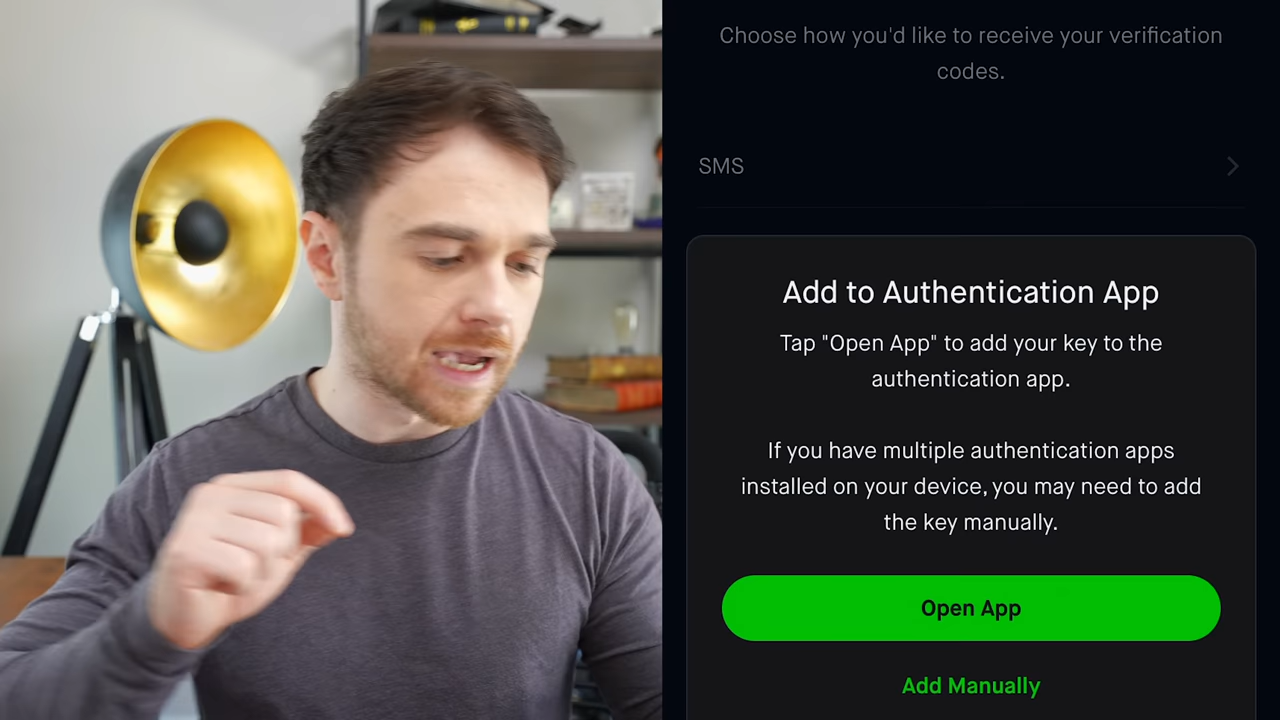 Choose how you'd like to receive your verification
codes.
SMS
Add to Authentication App
Tap "Open App" to add your key to the
authentication app.
If you have multiple authentication apps
installed on your device, you may need to add
the key manually.
Open App
Add Manually